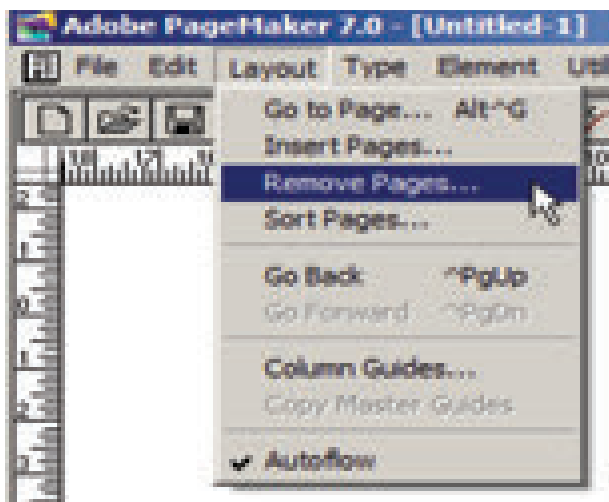 Adobe PageMaker 7.0 - [Untitled-1]
File Edit Layout Type Element Util
Go to Page... Alt^G
Insert Pages...
Remove Pages...
Sort Pages...
Go Back ^PgUp
Go Forward ^PgDn
Column Guides...
Copy Master Guides
Autoflow